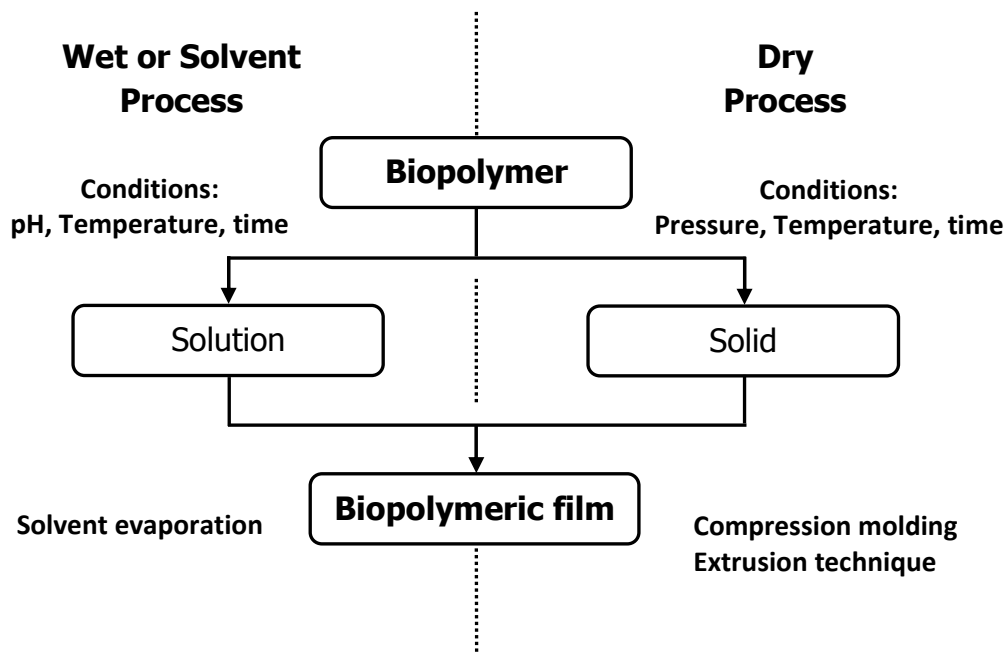 Wet or Solvent
Process
Dry
Process
Biopolymer
Conditions:
pH, Temperature, time
Conditions:
Pressure, Temperature, time
Solution
Solid
Biopolymeric film
Solvent evaporation
Compression molding
Extrusion technique